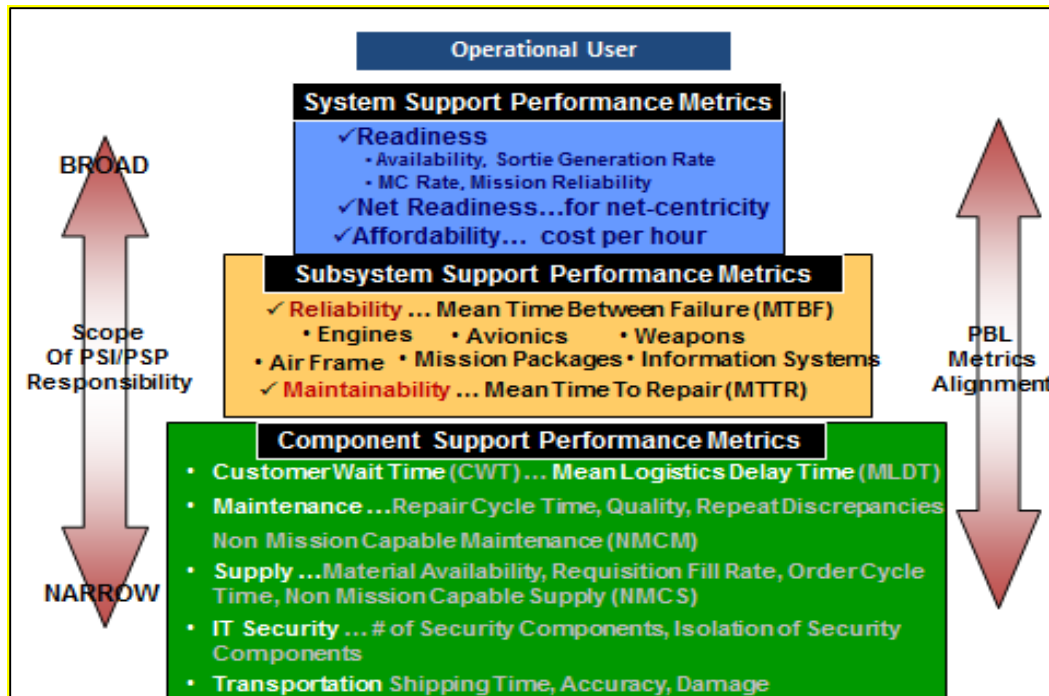 Operational User
System Support Performance Metrics
✓Readiness
• Availability, Sortie Generation Rate
• MC Rate, Mission Reliability
✓Net Readiness…for net-centricity
✓Affordability… cost per hour
BROAD
Subsystem Support Performance Metrics
✓ Reliability … Mean Time Between Failure (MTBF)
• Engines • Avionics • Weapons
• Air Frame • Mission Packages • Information Systems
✓ Maintainability … Mean Time To Repair (MTTR)
Scope
Of PSI/PSP
Responsibility
PBL
Metrics
Alignment
Component Support Performance Metrics
• Customer Wait Time (CWT) … Mean Logistics Delay Time (MLDT)
• Maintenance …Repair Cycle Time, Quality, Repeat Discrepancies
Non Mission Capable Maintenance (NMCM)
• Supply …Material Availability, Requisition Fill Rate, Order Cycle
Time, Non Mission Capable Supply (NMCS)
• IT Security … # of Security Components, Isolation of Security
Components
• Transportation Shipping Time, Accuracy, Damage
NARROW